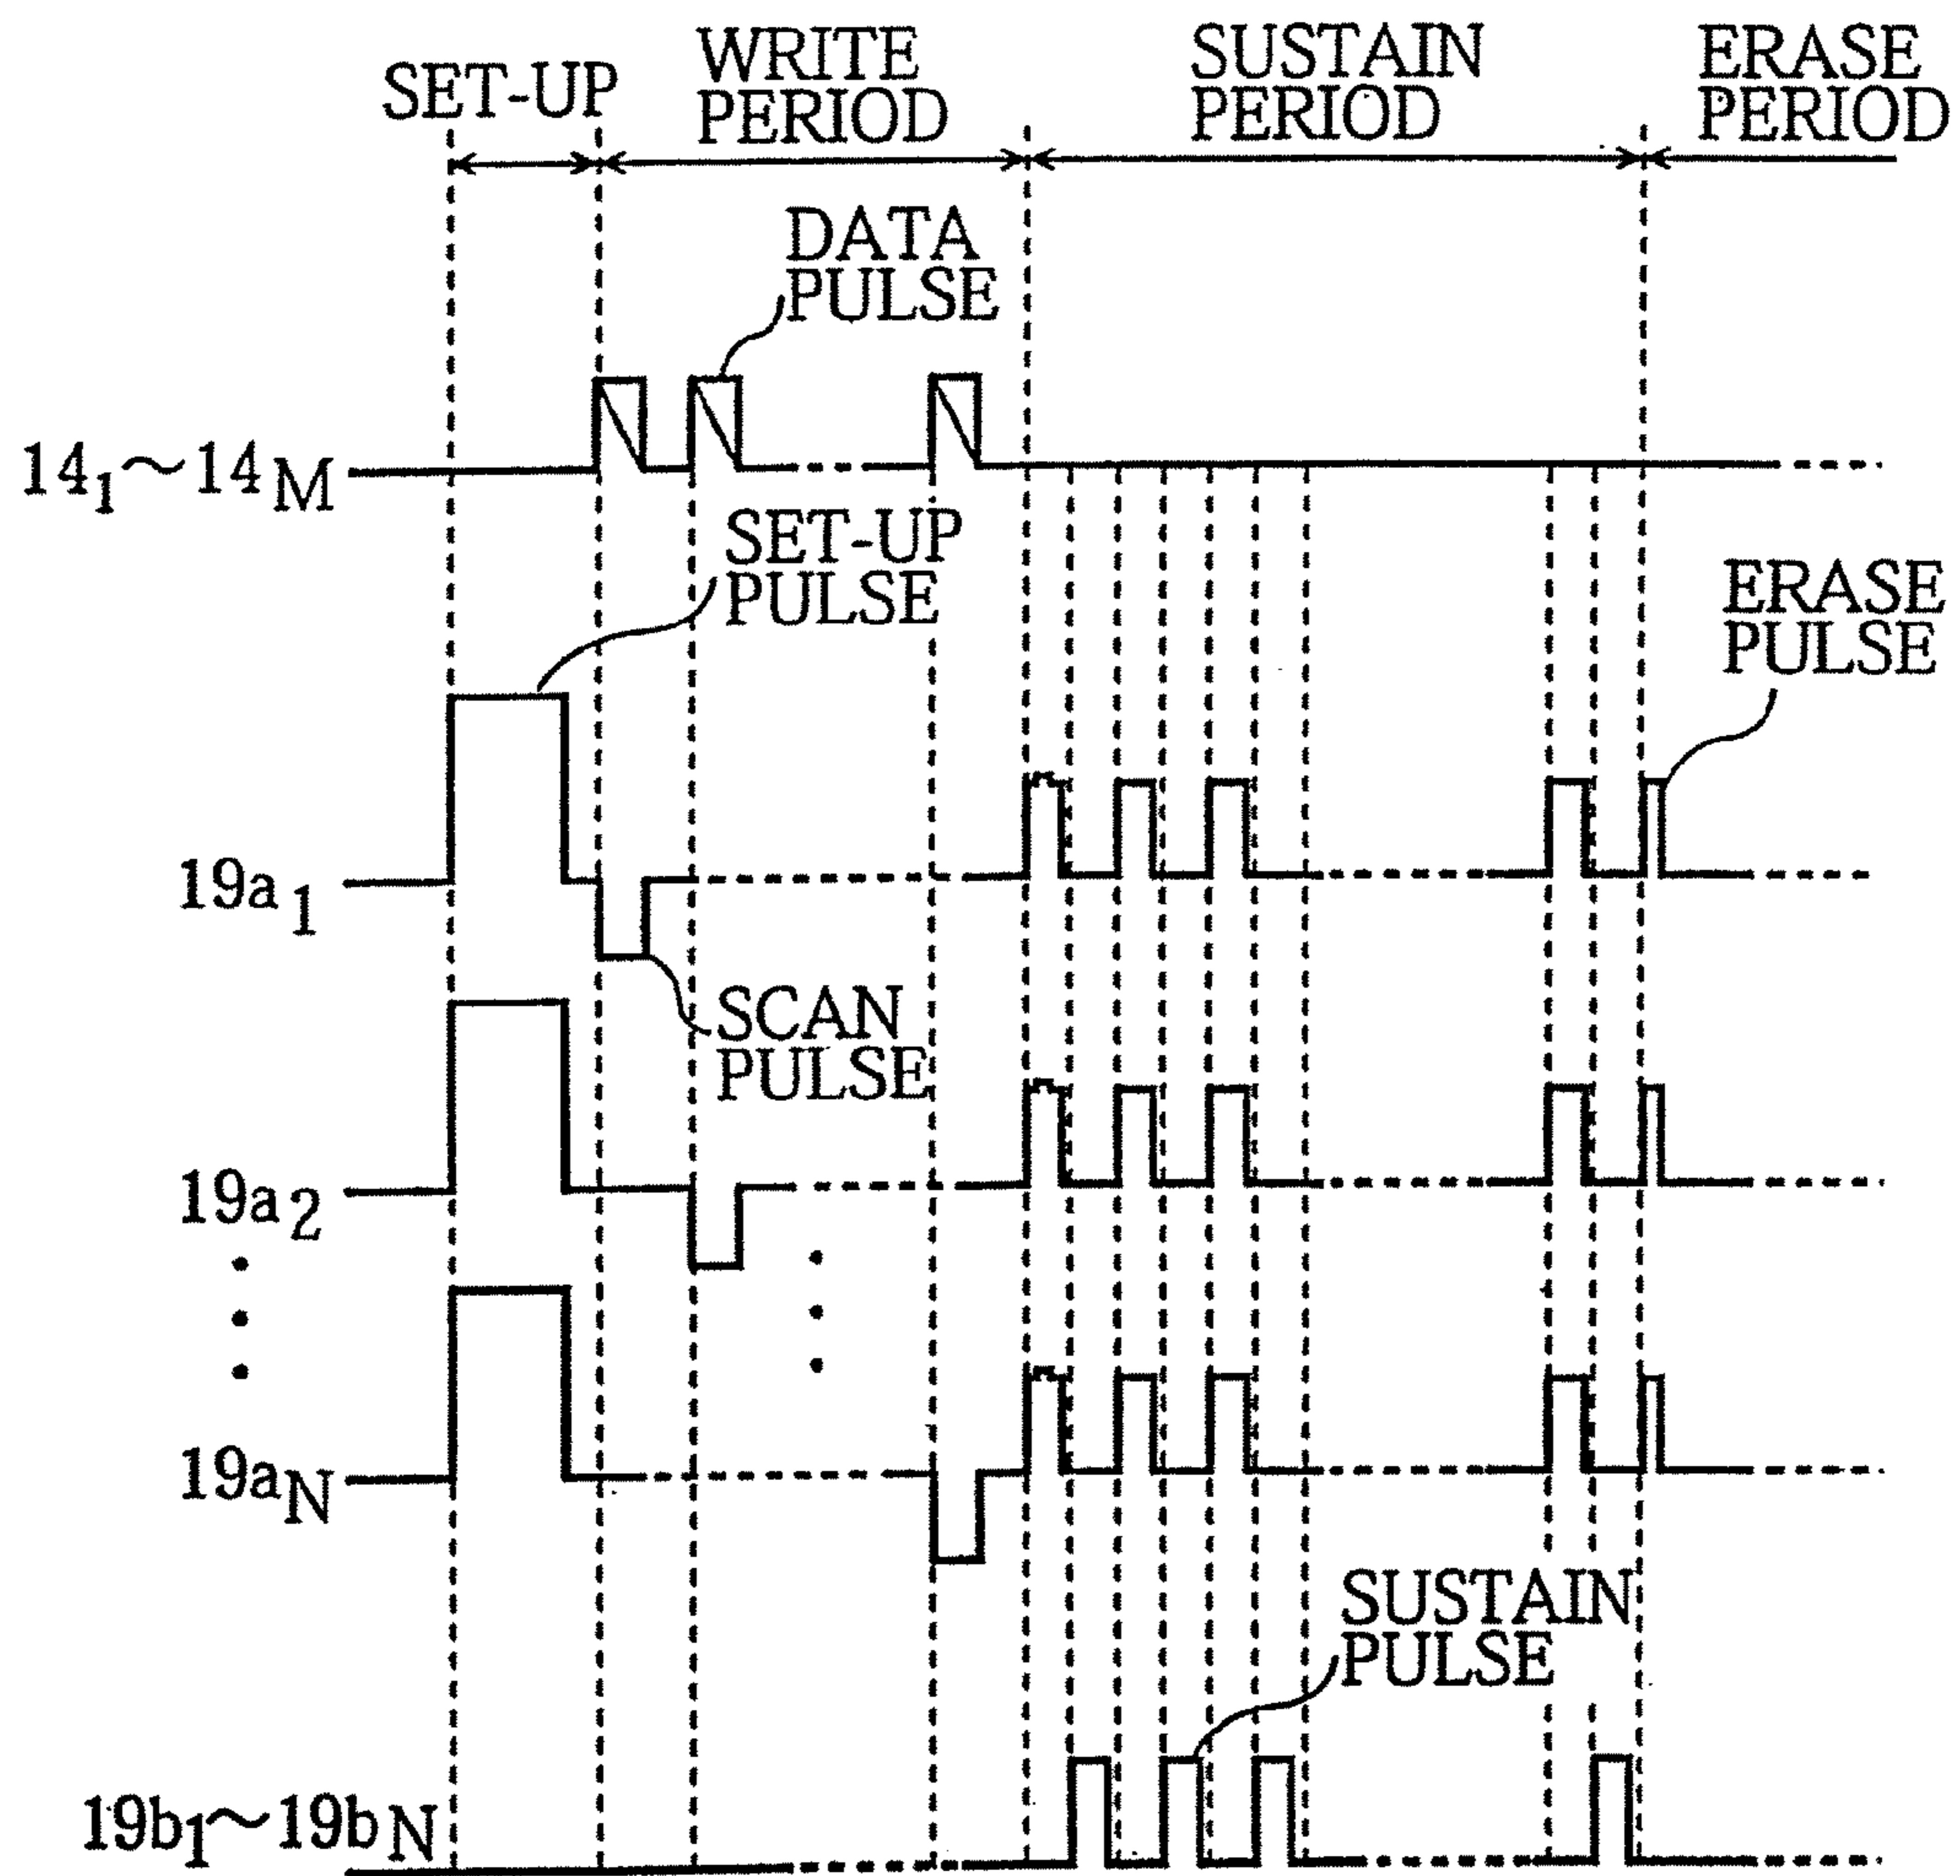 SET-UP
WRITE
PERIOD
SUSTAIN
PERIOD
ERASE
PERIOD
DATA
PULSE
14₁~14M
SET-UP
PULSE
ERASE
PULSE
19a₁
SCAN
PULSE
19a₂
19aN
SUSTAIN
PULSE
19b₁~19bN